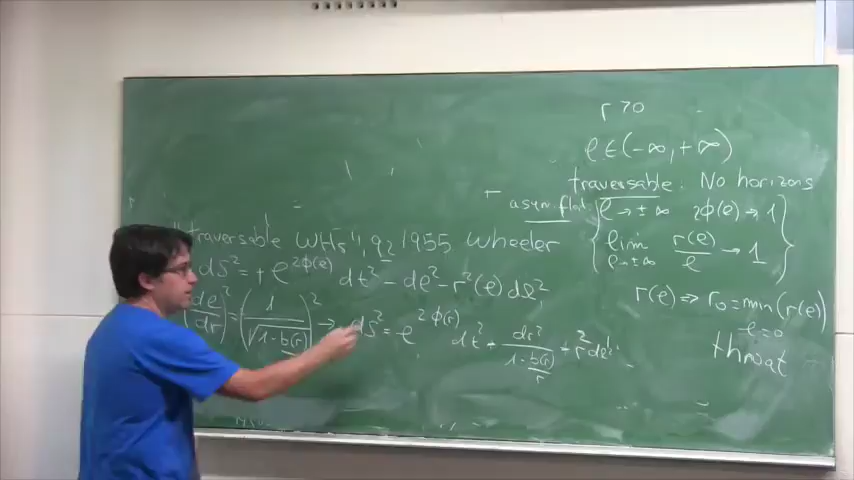 r > 0
ℓ ∈ (-∞, +∞)
traversable. No horizons
asym. flat. { ℓ → ± ∞ 2φ(ℓ) → 1
lim ℓ→±∞ r(ℓ)/ℓ → 1 }
"traversable WHs", 92 1955 Wheeler
ds² = + e^{2φ(ℓ)} dt² - dℓ² - r²(ℓ) dΩ²
r(ℓ) ⇒ r₀ = min(r(ℓ))
ℓ=0
throat
(dℓ/dr)² = (1/√(1-b(r)/r))² → ds² = -e^{2φ(r)} dt² + dr²/(1-b(r)/r) + r²dΩ²